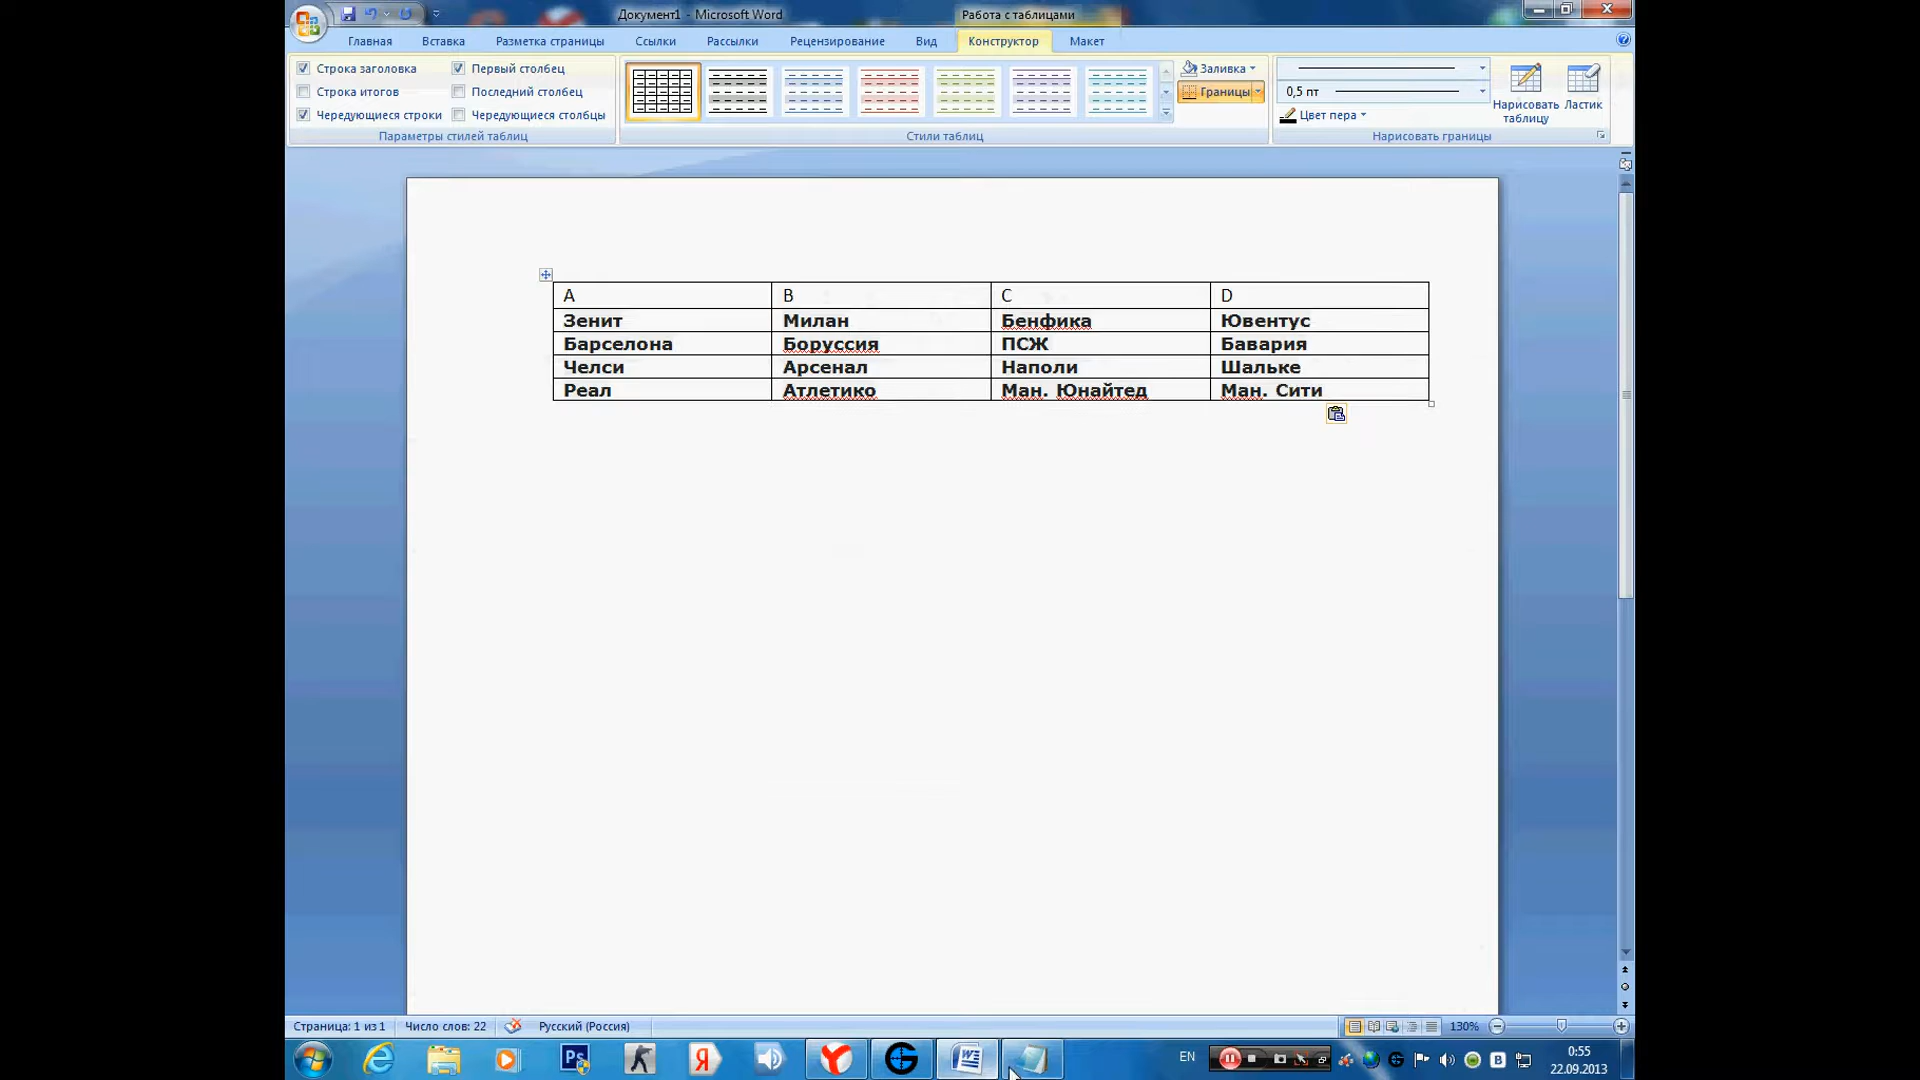 Документ1 - Microsoft Word
Работа с таблицами
Главная Вставка Разметка страницы Ссылки Рассылки Рецензирование Вид Конструктор Макет
Строка заголовка Первый столбец
Строка итогов Последний столбец
Чередующиеся строки Чередующиеся столбцы
Параметры стилей таблиц
Заливка
Границы
Стили таблиц
0,5 пт
Цвет пера
Нарисовать таблицу
Ластик
Нарисовать границы
A B C D
Зенит Милан Бенфика Ювентус
Барселона Боруссия ПСЖ Бавария
Челси Арсенал Наполи Шальке
Реал Атлетико Ман. Юнайтед Ман. Сити
Страница: 1 из 1 Число слов: 22 Русский (Россия) 130%
Ps Я EN B
0:55
22.09.2013